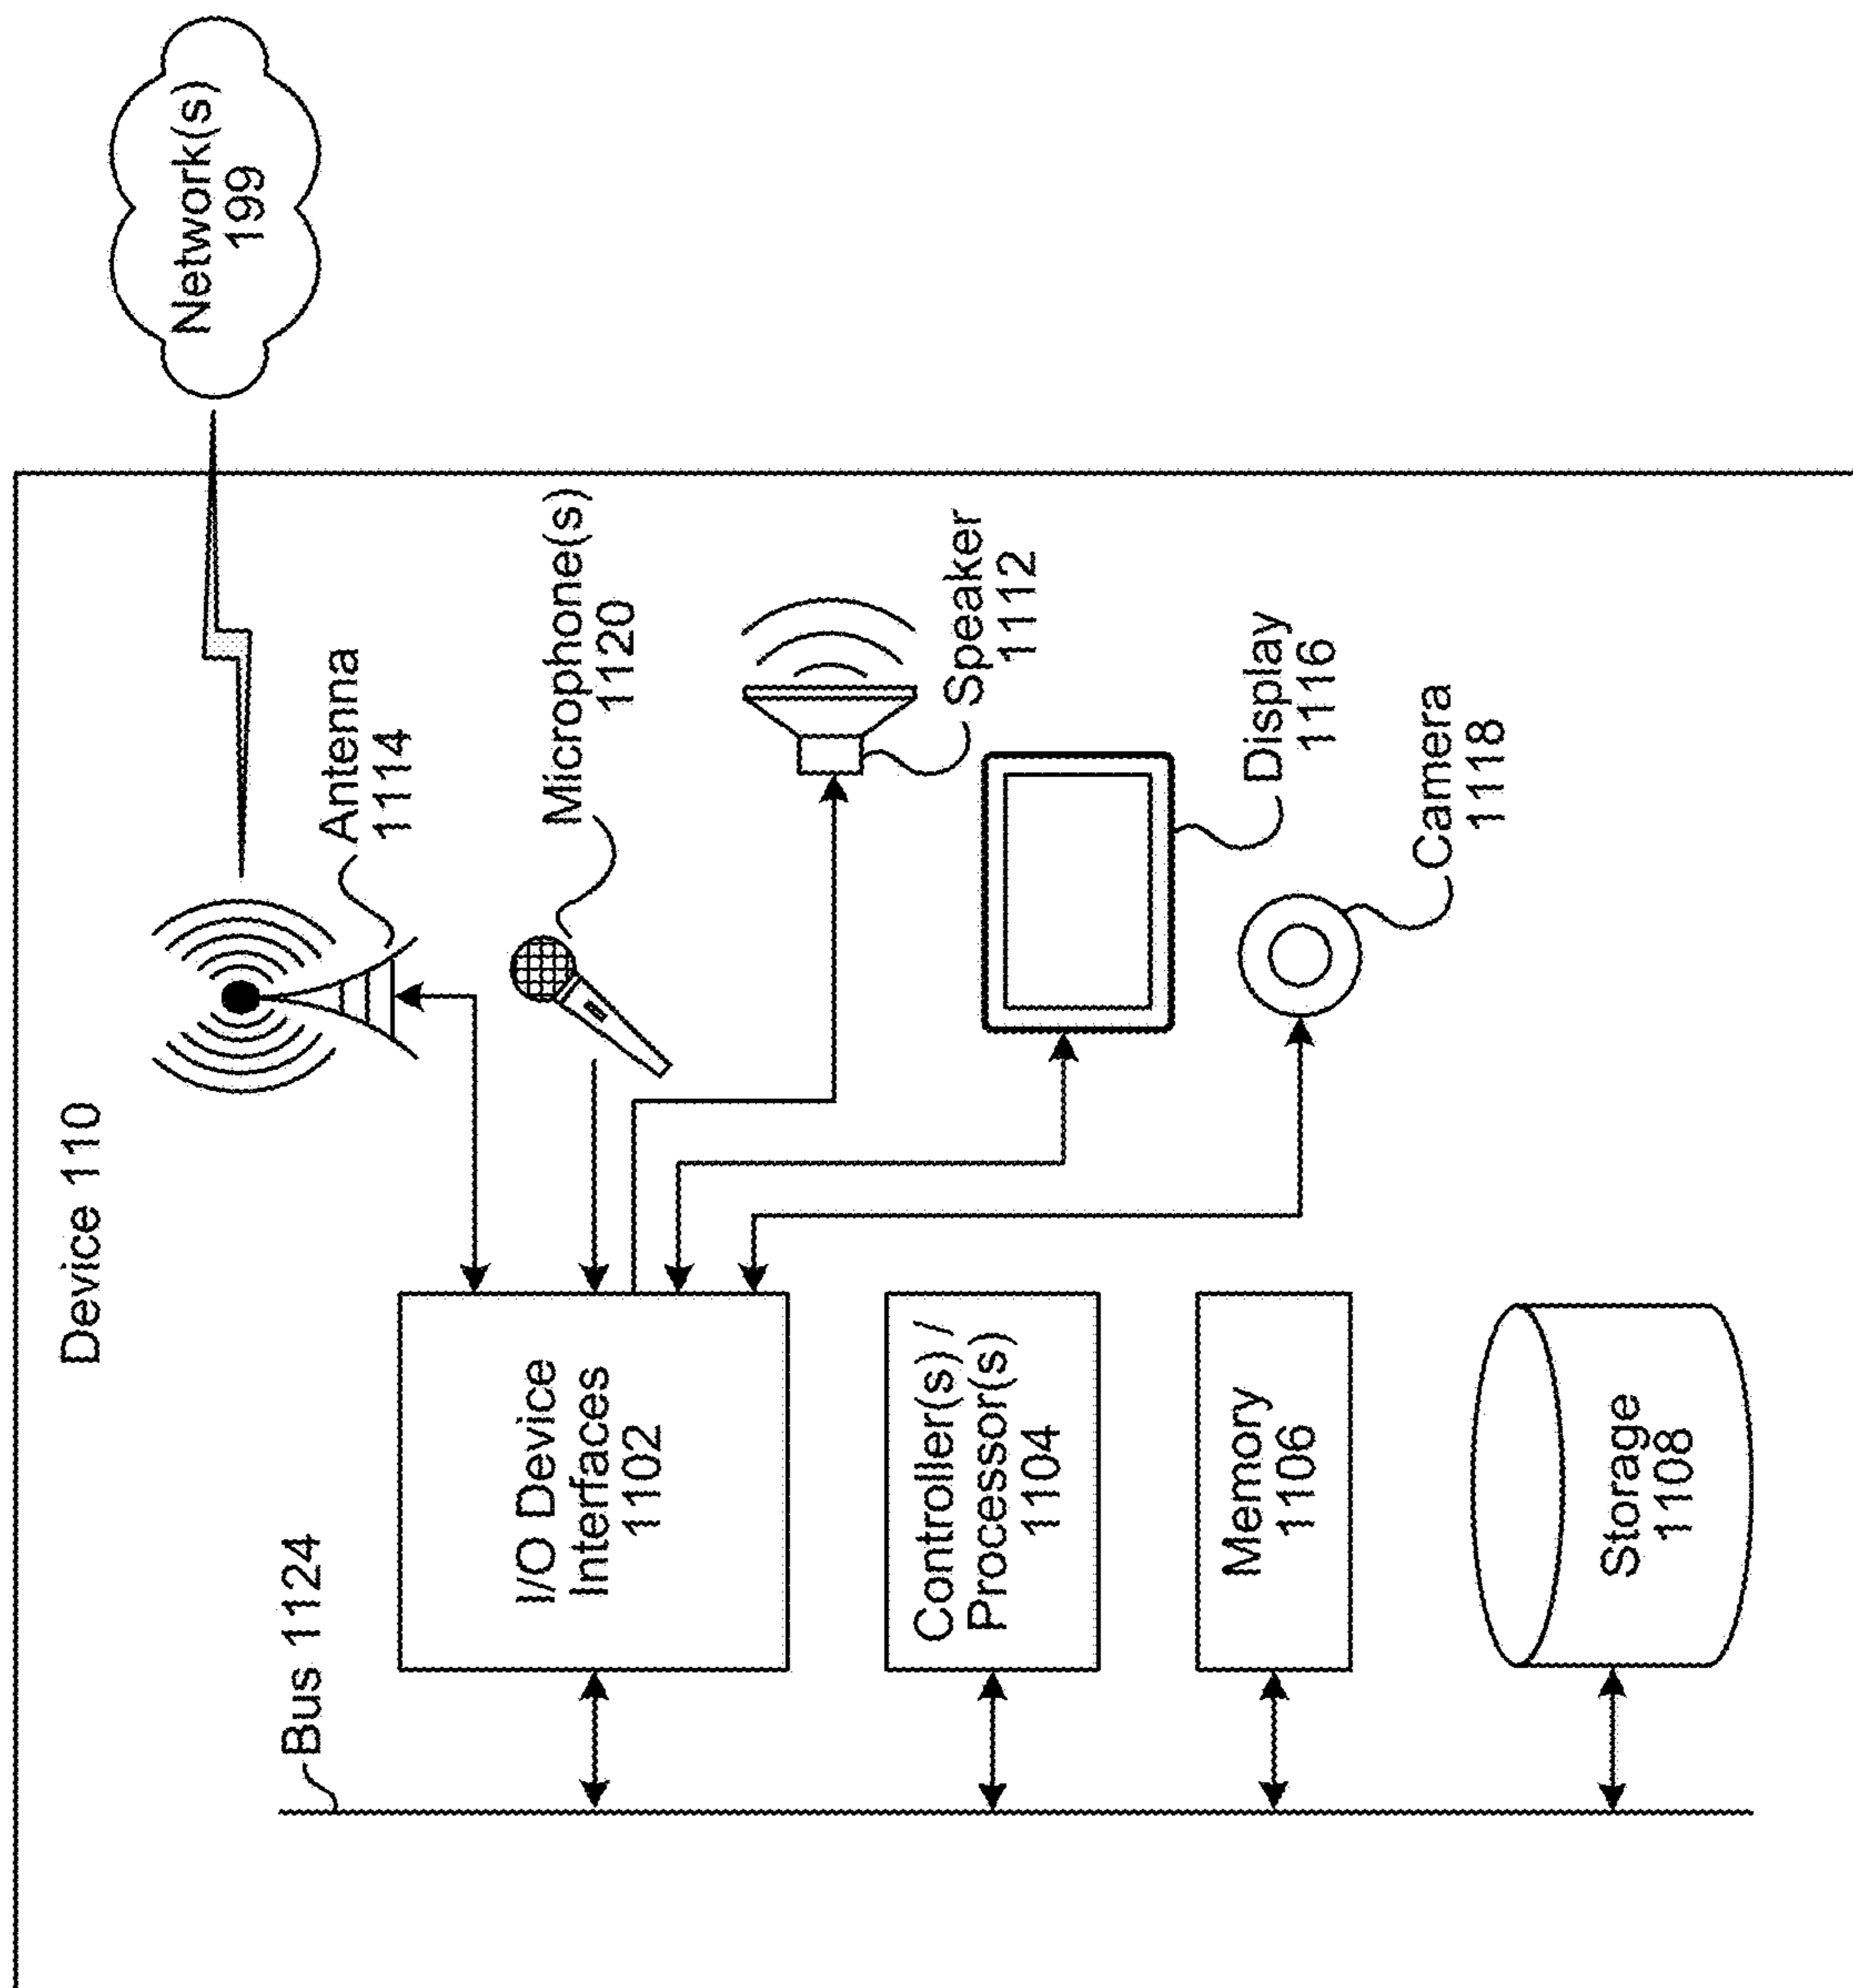 Device 110
Bus 1124
I/O Device
Interfaces
1102
Controller(s) /
Processor(s)
1104
Memory
1106
Storage
1108
Antenna
1114
Microphone(s)
1120
Speaker
1112
Display
1116
Camera
1118
Network(s)
199